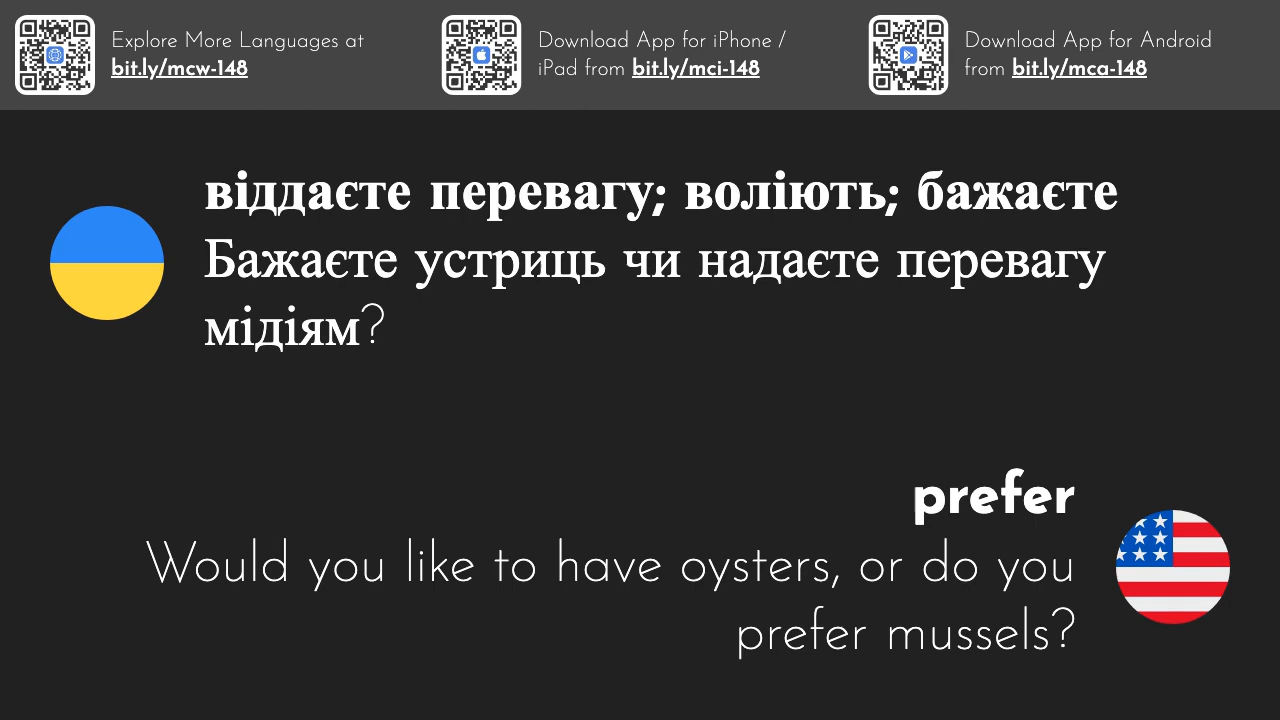 Explore More Languages at
bit.ly/mcw-148
Download App for iPhone /
iPad from bit.ly/mci-148
Download App for Android
from bit.ly/mca-148
віддаєте перевагу; воліють; бажаєте
Бажаєте устриць чи надаєте перевагу
мідіям?
prefer
Would you like to have oysters, or do you
prefer mussels?